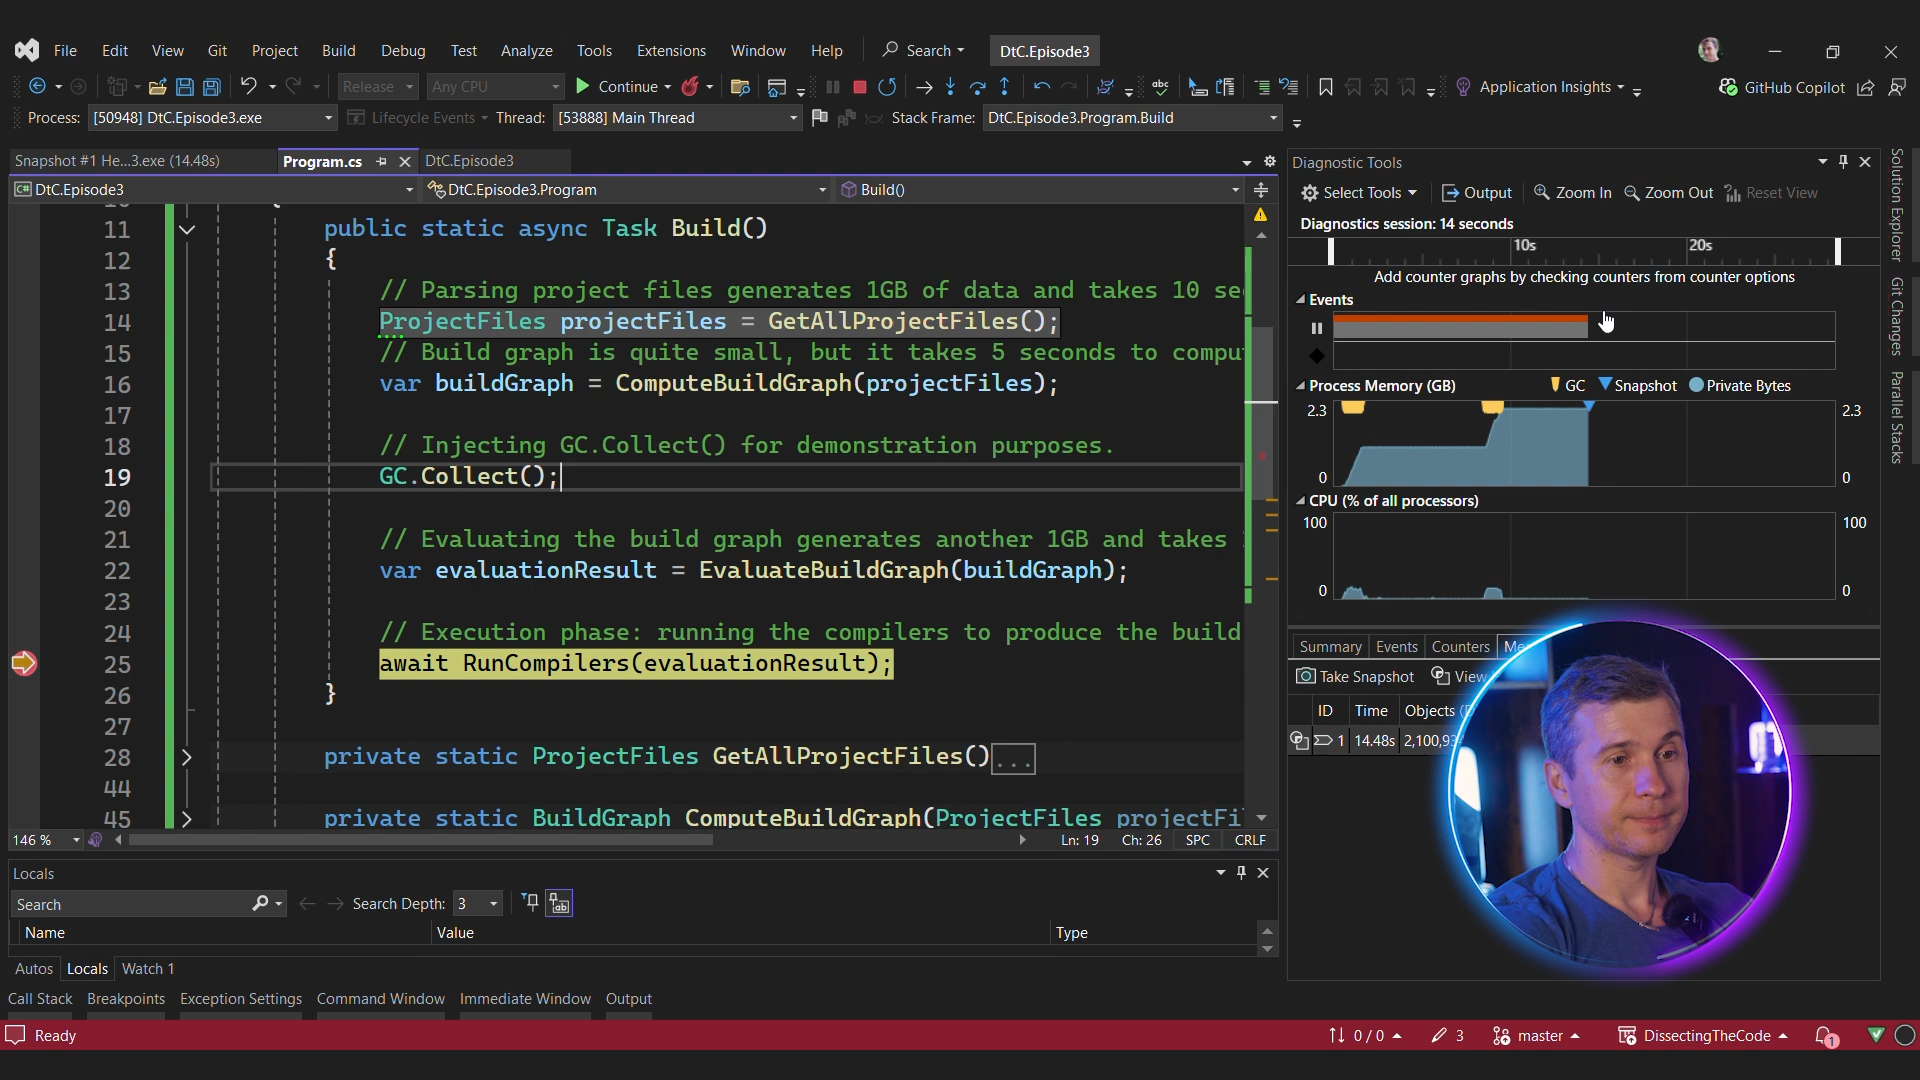 File Edit View Git Project Build Debug Test Analyze Tools Extensions Window Help Search DtC.Episode3
Release Any CPU Continue Application Insights GitHub Copilot
Process: [50948] DtC.Episode3.exe Lifecycle Events Thread: [53888] Main Thread Stack Frame: DtC.Episode3.Program.Build
Snapshot #1 He...3.exe (14.48s) Program.cs DtC.Episode3
C# DtC.Episode3 DtC.Episode3.Program Build()
11 public static async Task Build()
12 {
13 // Parsing project files generates 1GB of data and takes 10 se
14 ProjectFiles projectFiles = GetAllProjectFiles();
15 // Build graph is quite small, but it takes 5 seconds to compu
16 var buildGraph = ComputeBuildGraph(projectFiles);
17
18 // Injecting GC.Collect() for demonstration purposes.
19 GC.Collect();
20
21 // Evaluating the build graph generates another 1GB and takes
22 var evaluationResult = EvaluateBuildGraph(buildGraph);
23
24 // Execution phase: running the compilers to produce the build
25 await RunCompilers(evaluationResult);
26 }
27
28 private static ProjectFiles GetAllProjectFiles()...
44
45 private static BuildGraph ComputeBuildGraph(ProjectFiles projectFi
146 % Ln: 19 Ch: 26 SPC CRLF
Locals
Search Search Depth: 3
Name Value Type
Autos Locals Watch 1
Call Stack Breakpoints Exception Settings Command Window Immediate Window Output
Diagnostic Tools
Select Tools Output Zoom In Zoom Out Reset View
Diagnostics session: 14 seconds
10s 20s
Add counter graphs by checking counters from counter options
Events
Process Memory (GB) GC Snapshot Private Bytes
2.3 2.3
0 0
CPU (% of all processors)
100 100
0 0
Summary Events Counters Me
Take Snapshot View
ID Time Objects (D
1 14.48s 2,100,93
Solution Explorer
Git Changes
Parallel Stacks
Ready 0 / 0 3 master DissectingTheCode 1